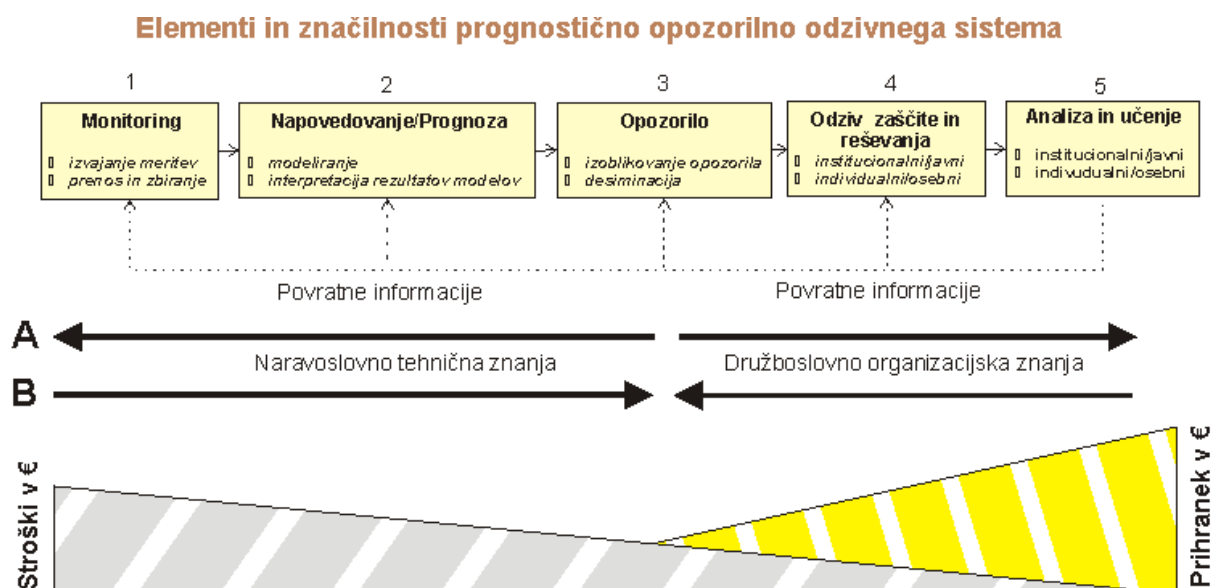 Elementi in značilnosti prognostično opozorilno odzivnega sistema
1
2
3
4
5
Monitoring
izvajanje meritev
prenos in zbiranje
Napovedovanje/Prognoza
modeliranje
interpretacija rezultatov modelov
Opozorilo
izoblikovanje opozorila
desiminacija
Odziv zaščite in
reševanja
institucionalni/javni
individualni/osebni
Analiza in učenje
institucionalni/javni
indivudualni/osebni
Povratne informacije
Povratne informacije
A
Naravoslovno tehnična znanja
Družboslovno organizacijska znanja
B
Stroški v €
Prihranek v €